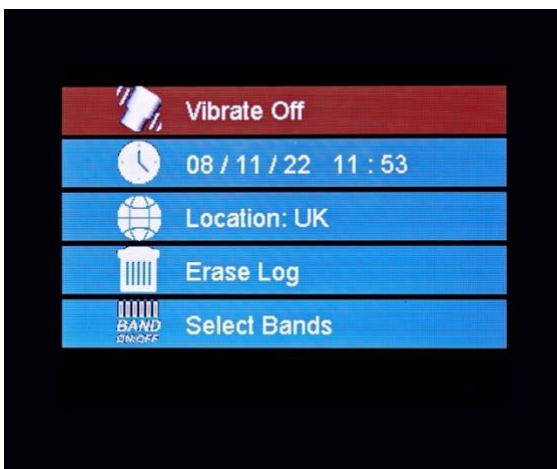 Vibrate Off
08 / 11 / 22 11 : 53
Location: UK
Erase Log
BAND
ON/OFF
Select Bands